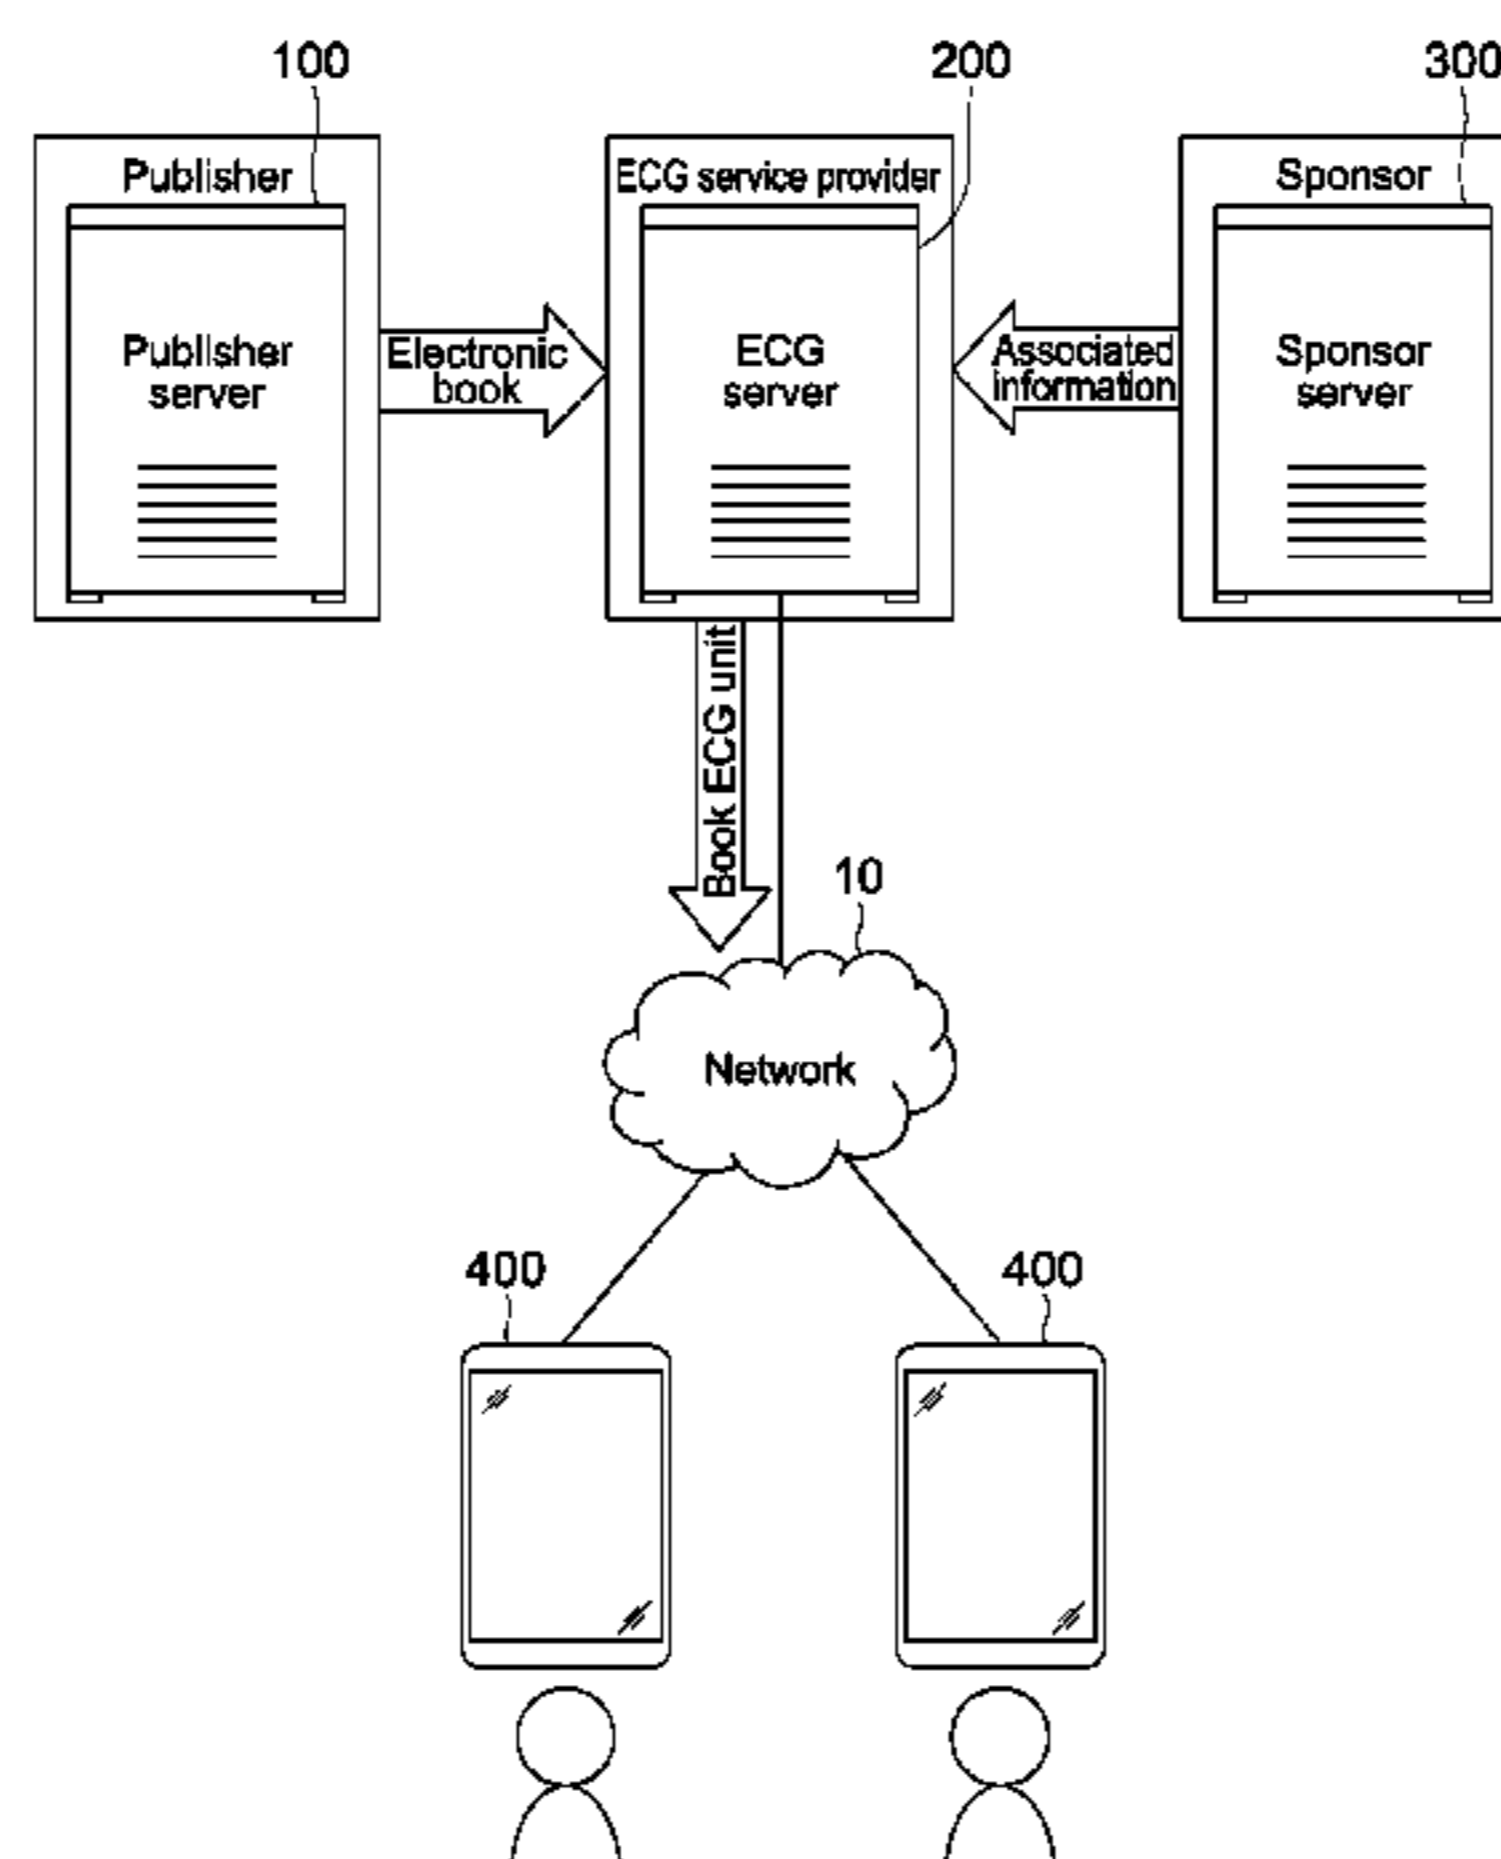 100
200
300
Publisher
ECG service provider
Sponsor
Publisher
server
Electronic
book
ECG
server
Associated
information
Sponsor
server
Book ECG unit
10
Network
400
400